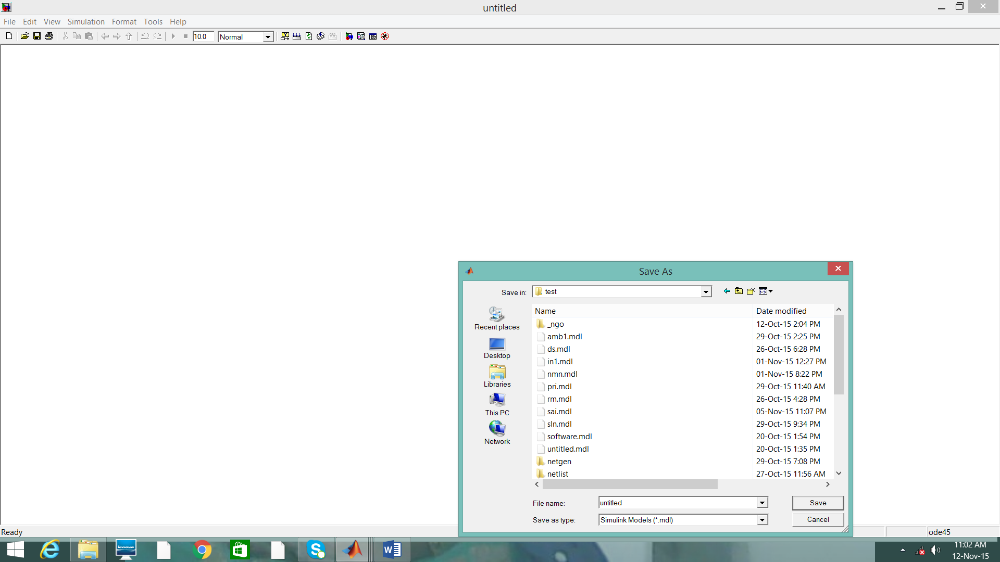 untitled
File Edit View Simulation Format Tools Help
10.0 Normal
Save As
Save in: test
Recent places
Desktop
Libraries
This PC
Network
Name Date modified
_ngo 12-Oct-15 2:04 PM
amb1.mdl 29-Oct-15 2:25 PM
ds.mdl 26-Oct-15 6:28 PM
in1.mdl 01-Nov-15 12:27 PM
nmn.mdl 01-Nov-15 8:22 PM
pri.mdl 29-Oct-15 11:40 AM
rm.mdl 26-Oct-15 4:28 PM
sai.mdl 05-Nov-15 11:07 PM
sln.mdl 29-Oct-15 9:34 PM
software.mdl 20-Oct-15 1:54 PM
untitled.mdl 20-Oct-15 1:35 PM
netgen 29-Oct-15 7:08 PM
netlist 27-Oct-15 11:56 AM
File name: untitled Save
Save as type: Simulink Models (*.mdl) Cancel
Ready ode45
11:02 AM
12-Nov-15